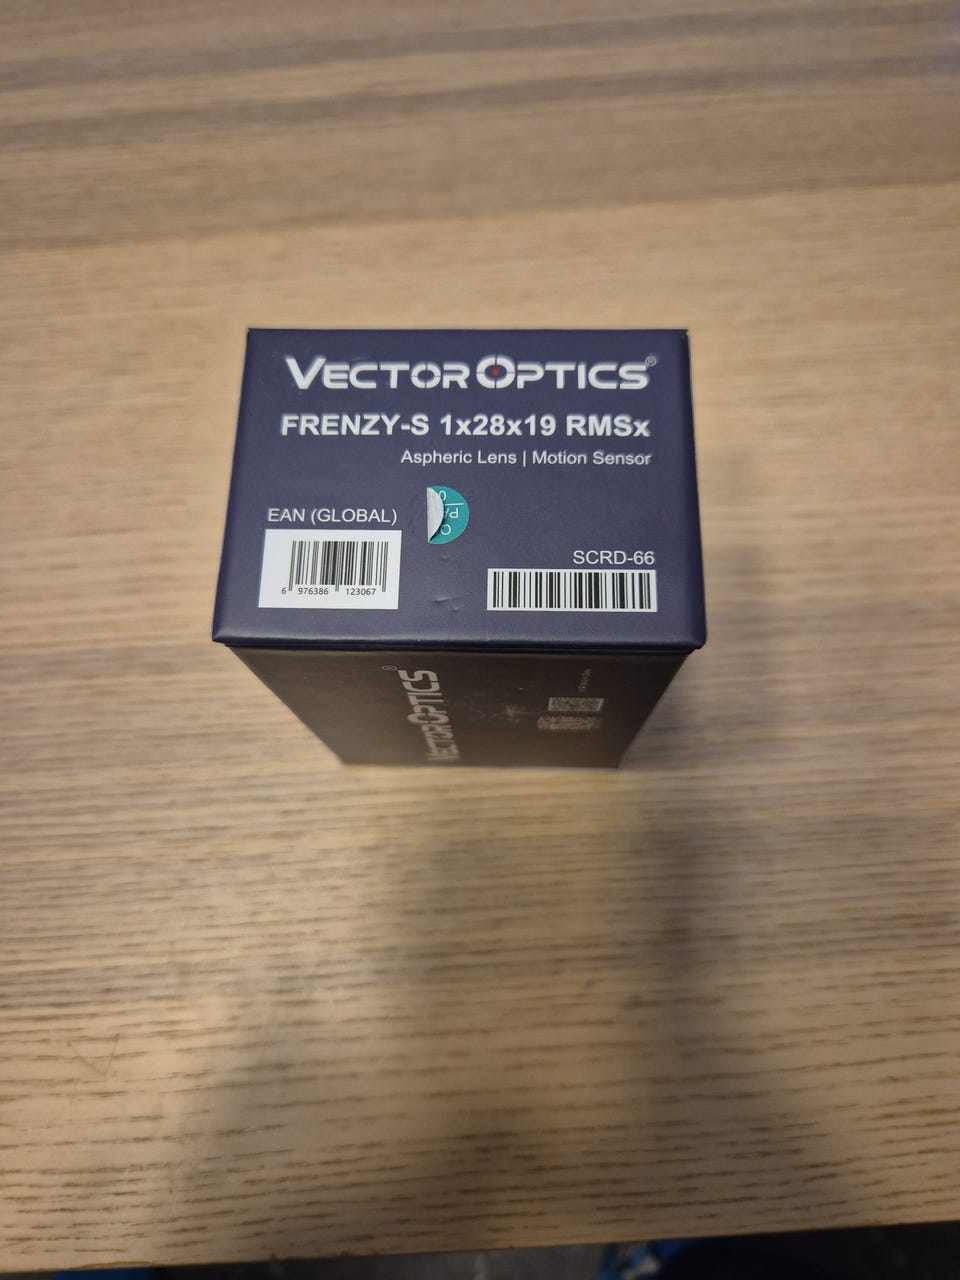 VECTOR OPTICS®
FRENZY-S 1x28x19 RMSx
Aspheric Lens | Motion Sensor
EAN (GLOBAL)
6 976386 123067
SCRD-66
VECTOR OPTICS®